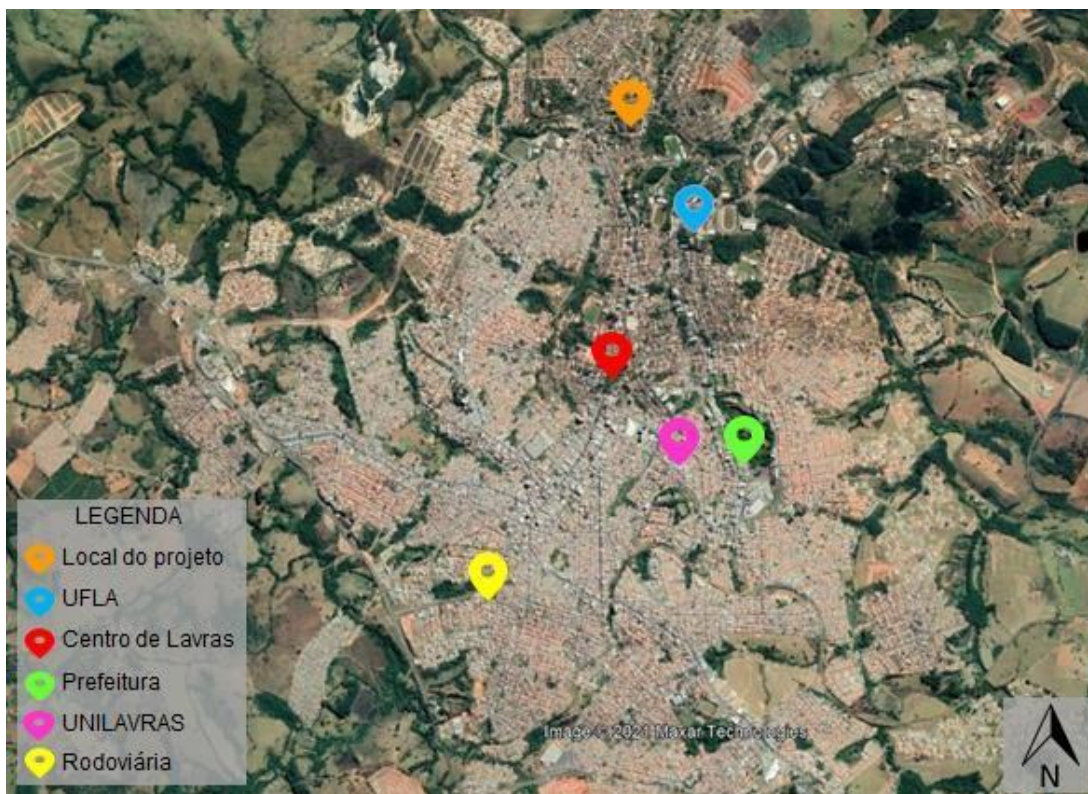 LEGENDA
Local do projeto
UFLA
Centro de Lavras
Prefeitura
UNILAVRAS
Rodoviária
Image © 2021 Maxar Technologies
N